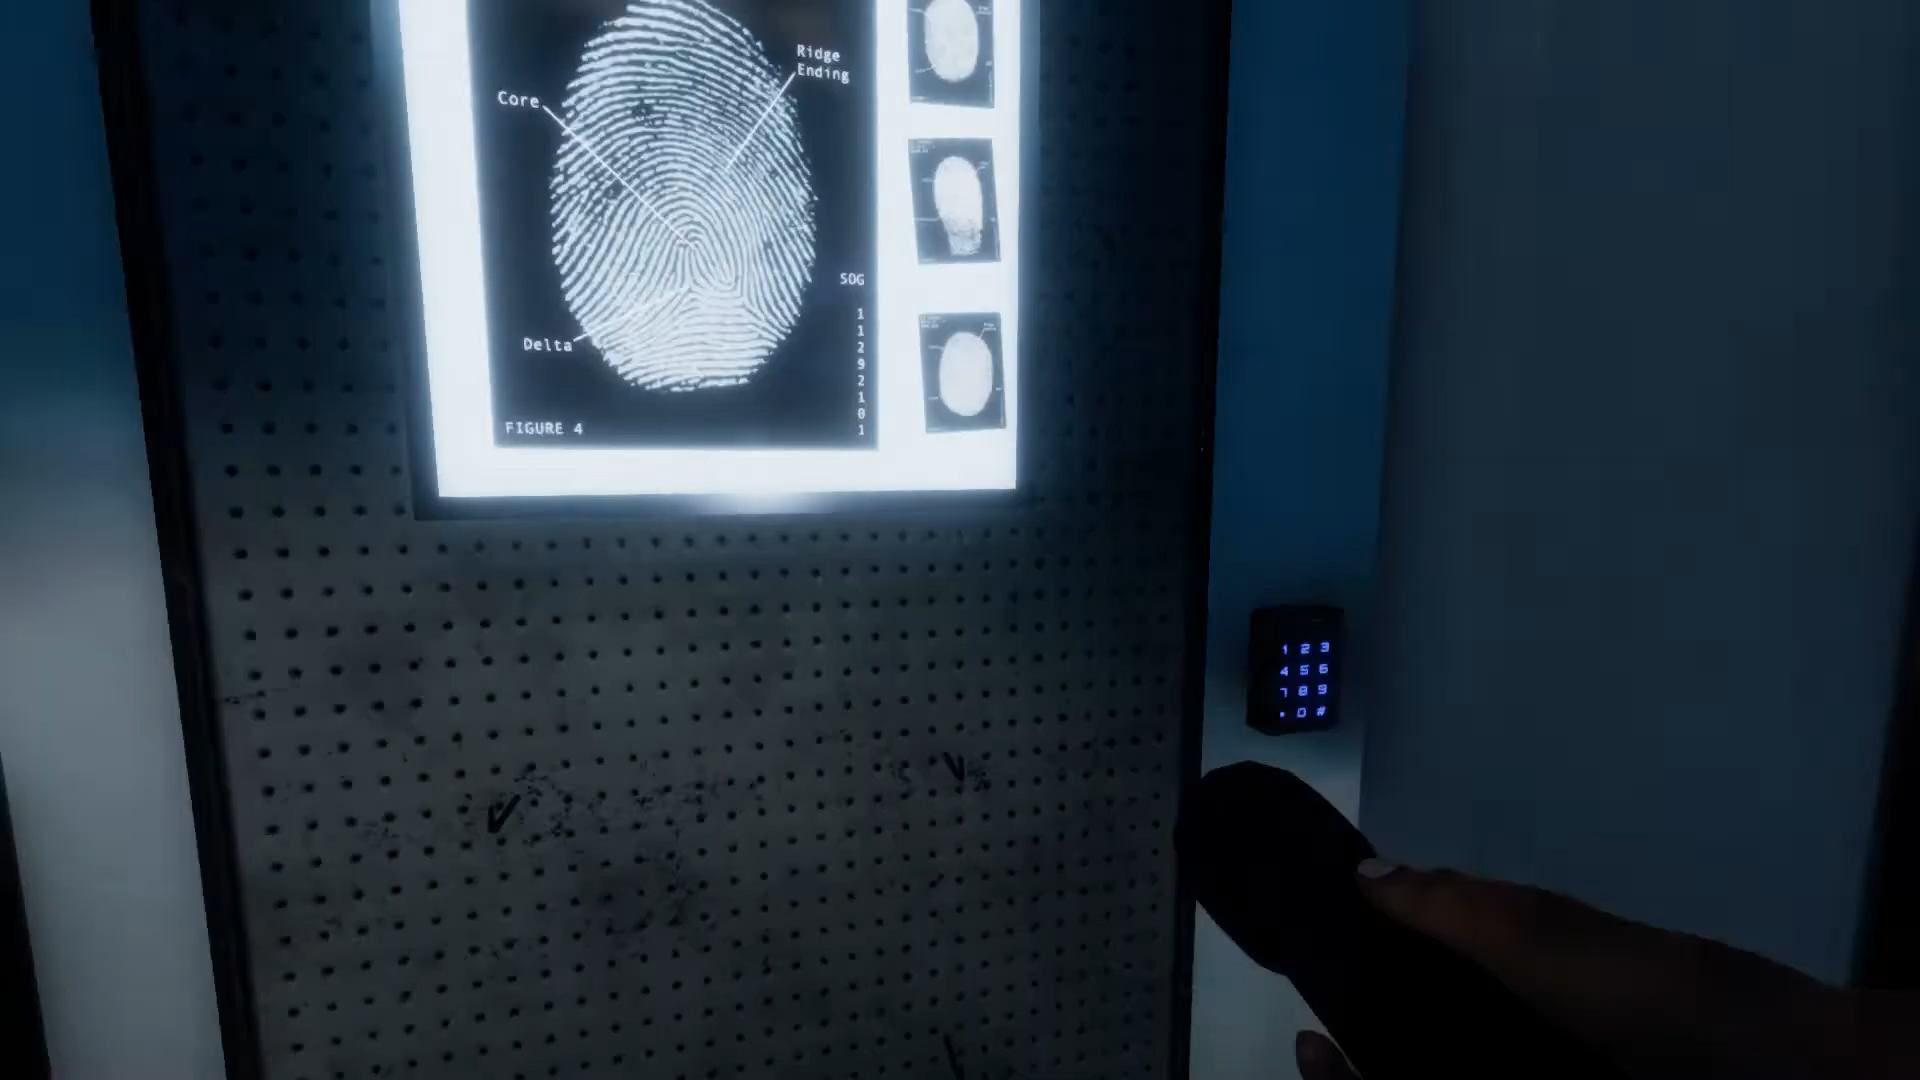 Ridge
Ending
Core
SOG
1
1
2
9
2
1
0
1
Delta
FIGURE 4
1 2 3
4 5 6
7 8 9
0 #